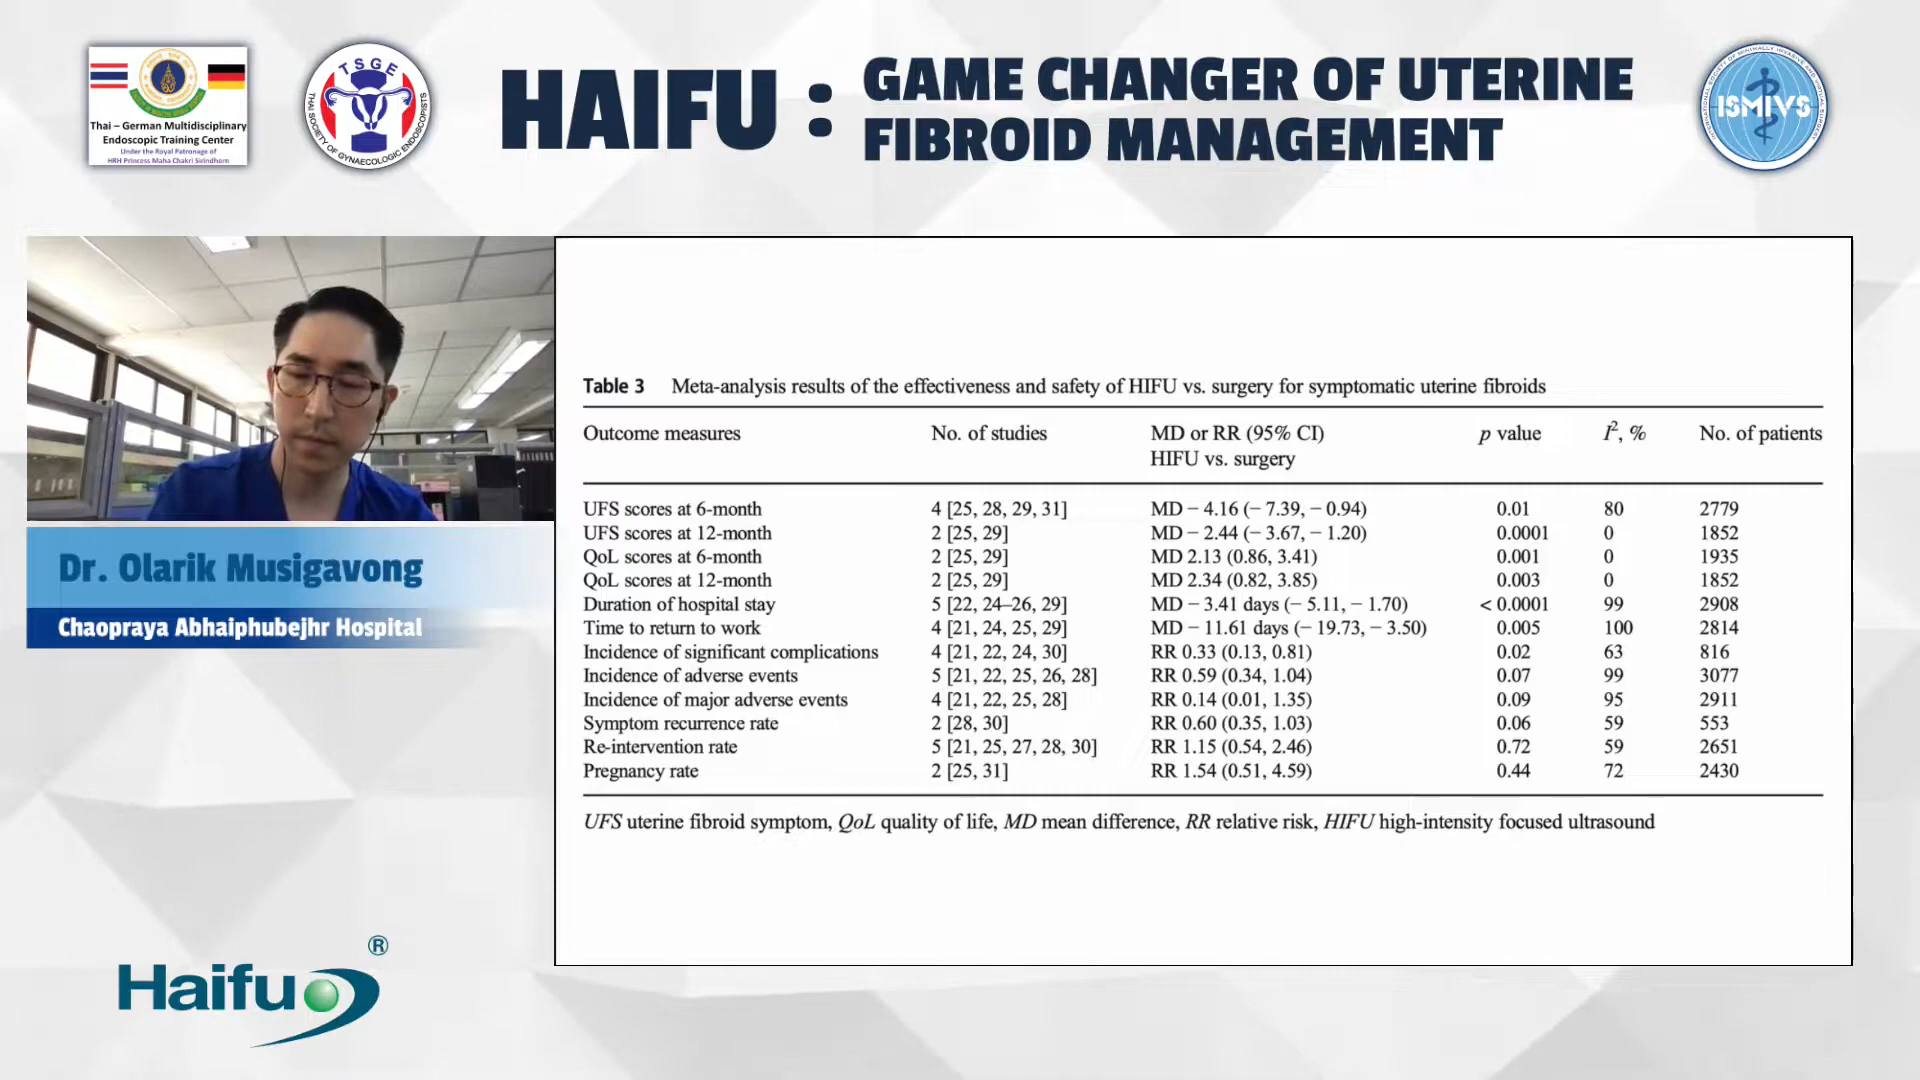 Thai – German Multidisciplinary
Endoscopic Training Center
Under the Royal Patronage of
HRH Princess Maha Chakri Sirindhorn
TSGE
THAI SOCIETY OF GYNAECOLOGIC ENDOSCOPISTS
HAIFU : GAME CHANGER OF UTERINE
FIBROID MANAGEMENT
ISMIVS
Dr. Olarik Musigavong
Chaopraya Abhaiphubejhr Hospital
Haifu ®
Table 3 Meta-analysis results of the effectiveness and safety of HIFU vs. surgery for symptomatic uterine fibroids
Outcome measures No. of studies MD or RR (95% CI) p value I², % No. of patients
HIFU vs. surgery
UFS scores at 6-month 4 [25, 28, 29, 31] MD − 4.16 (− 7.39, − 0.94) 0.01 80 2779
UFS scores at 12-month 2 [25, 29] MD − 2.44 (− 3.67, − 1.20) 0.0001 0 1852
QoL scores at 6-month 2 [25, 29] MD 2.13 (0.86, 3.41) 0.001 0 1935
QoL scores at 12-month 2 [25, 29] MD 2.34 (0.82, 3.85) 0.003 0 1852
Duration of hospital stay 5 [22, 24–26, 29] MD − 3.41 days (− 5.11, − 1.70) < 0.0001 99 2908
Time to return to work 4 [21, 24, 25, 29] MD − 11.61 days (− 19.73, − 3.50) 0.005 100 2814
Incidence of significant complications 4 [21, 22, 24, 30] RR 0.33 (0.13, 0.81) 0.02 63 816
Incidence of adverse events 5 [21, 22, 25, 26, 28] RR 0.59 (0.34, 1.04) 0.07 99 3077
Incidence of major adverse events 4 [21, 22, 25, 28] RR 0.14 (0.01, 1.35) 0.09 95 2911
Symptom recurrence rate 2 [28, 30] RR 0.60 (0.35, 1.03) 0.06 59 553
Re-intervention rate 5 [21, 25, 27, 28, 30] RR 1.15 (0.54, 2.46) 0.72 59 2651
Pregnancy rate 2 [25, 31] RR 1.54 (0.51, 4.59) 0.44 72 2430
UFS uterine fibroid symptom, QoL quality of life, MD mean difference, RR relative risk, HIFU high-intensity focused ultrasound